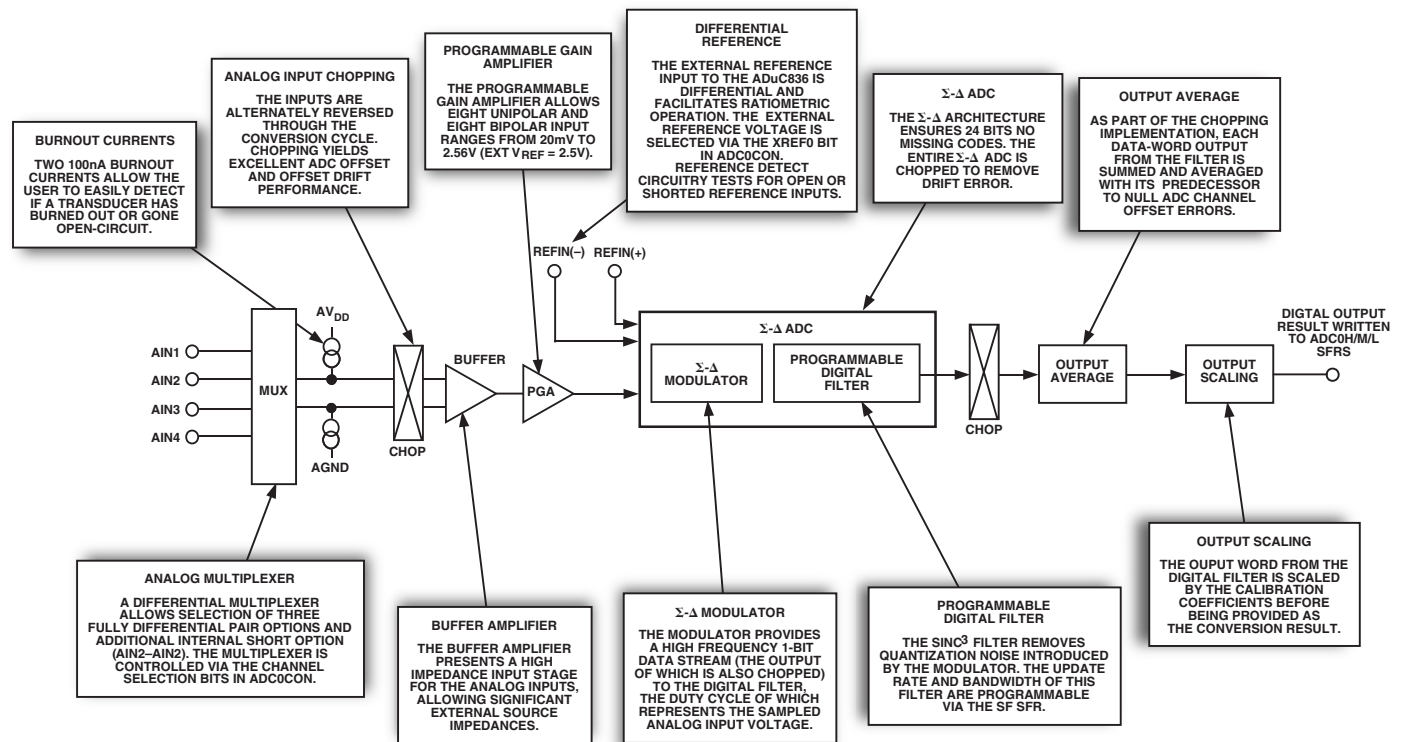 BURNOUT CURRENTS
TWO 100nA BURNOUT
CURRENTS ALLOW THE
USER TO EASILY DETECT
IF A TRANSDUCER HAS
BURNED OUT OR GONE
OPEN-CIRCUIT.
ANALOG INPUT CHOPPING
THE INPUTS ARE
ALTERNATELY REVERSED
THROUGH THE
CONVERSION CYCLE.
CHOPPING YIELDS
EXCELLENT ADC OFFSET
AND OFFSET DRIFT
PERFORMANCE.
PROGRAMMABLE GAIN
AMPLIFIER
THE PROGRAMMABLE
GAIN AMPLIFIER ALLOWS
EIGHT UNIPOLAR AND
EIGHT BIPOLAR INPUT
RANGES FROM 20mV TO
2.56V (EXT VREF = 2.5V).
DIFFERENTIAL
REFERENCE
THE EXTERNAL REFERENCE
INPUT TO THE ADuC836 IS
DIFFERENTIAL AND
FACILITATES RATIOMETRIC
OPERATION. THE EXTERNAL
REFERENCE VOLTAGE IS
SELECTED VIA THE XREF0 BIT
IN ADC0CON.
REFERENCE DETECT
CIRCUITRY TESTS FOR OPEN OR
SHORTED REFERENCE INPUTS.
Σ-Δ ADC
THE Σ-Δ ARCHITECTURE
ENSURES 24 BITS NO
MISSING CODES. THE
ENTIRE Σ-Δ ADC IS
CHOPPED TO REMOVE
DRIFT ERROR.
OUTPUT AVERAGE
AS PART OF THE CHOPPING
IMPLEMENTATION, EACH
DATA-WORD OUTPUT
FROM THE FILTER IS
SUMMED AND AVERAGED
WITH ITS PREDECESSOR
TO NULL ADC CHANNEL
OFFSET ERRORS.
REFIN(–) REFIN(+)
AVDD
AIN1
AIN2
AIN3
AIN4
MUX
AGND
CHOP
BUFFER
PGA
Σ-Δ ADC
Σ-Δ
MODULATOR
PROGRAMMABLE
DIGITAL
FILTER
CHOP
OUTPUT
AVERAGE
OUTPUT
SCALING
DIGTAL OUTPUT
RESULT WRITTEN
TO ADC0H/M/L
SFRS
ANALOG MULTIPLEXER
A DIFFERENTIAL MULTIPLEXER
ALLOWS SELECTION OF THREE
FULLY DIFFERENTIAL PAIR OPTIONS AND
ADDITIONAL INTERNAL SHORT OPTION
(AIN2–AIN2). THE MULTIPLEXER IS
CONTROLLED VIA THE CHANNEL
SELECTION BITS IN ADC0CON.
BUFFER AMPLIFIER
THE BUFFER AMPLIFIER
PRESENTS A HIGH
IMPEDANCE INPUT STAGE
FOR THE ANALOG INPUTS,
ALLOWING SIGNIFICANT
EXTERNAL SOURCE
IMPEDANCES.
Σ-Δ MODULATOR
THE MODULATOR PROVIDES
A HIGH FREQUENCY 1-BIT
DATA STREAM (THE OUTPUT
OF WHICH IS ALSO CHOPPED)
TO THE DIGITAL FILTER,
THE DUTY CYCLE OF WHICH
REPRESENTS THE SAMPLED
ANALOG INPUT VOLTAGE.
PROGRAMMABLE
DIGITAL FILTER
THE SINC3 FILTER REMOVES
QUANTIZATION NOISE INTRODUCED
BY THE MODULATOR. THE UPDATE
RATE AND BANDWIDTH OF THIS
FILTER ARE PROGRAMMABLE
VIA THE SF SFR.
OUTPUT SCALING
THE OUPUT WORD FROM THE
DIGITAL FILTER IS SCALED
BY THE CALIBRATION
COEFFICIENTS BEFORE
BEING PROVIDED AS
THE CONVERSION RESULT.